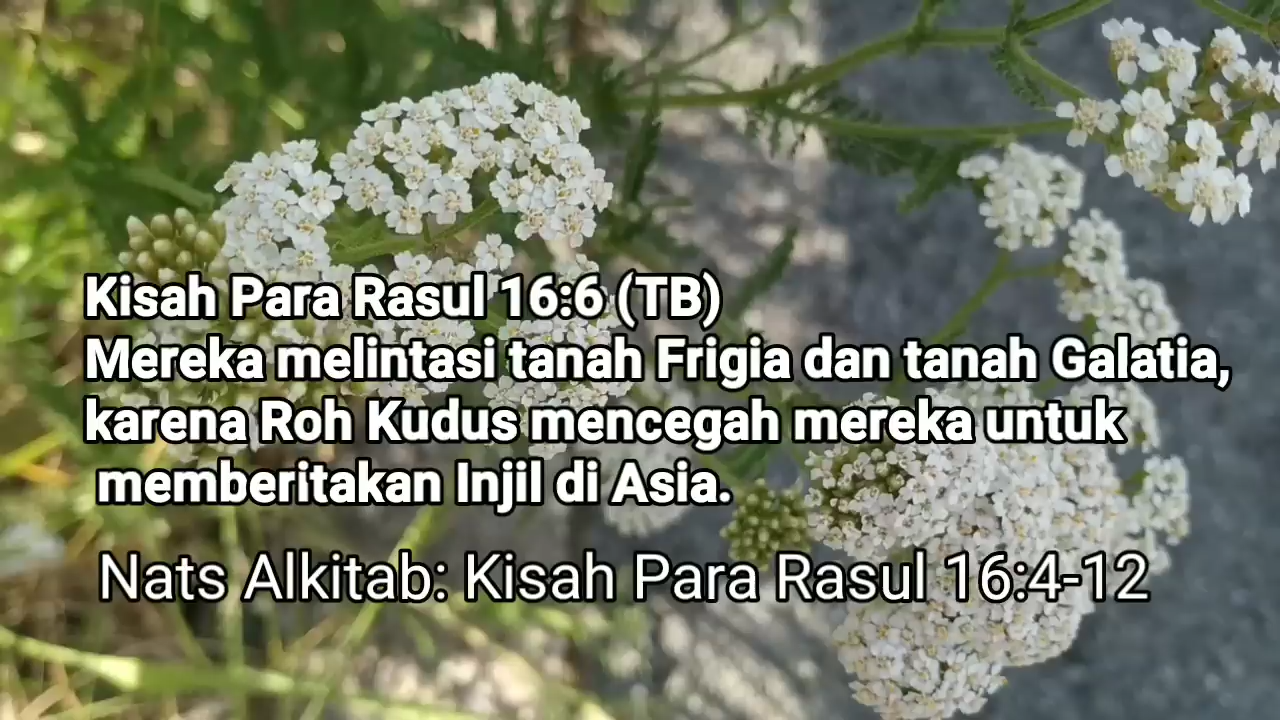 Kisah Para Rasul 16:6 (TB)
Mereka melintasi tanah Frigia dan tanah Galatia,
karena Roh Kudus mencegah mereka untuk
memberitakan Injil di Asia.
Nats Alkitab: Kisah Para Rasul 16:4-12